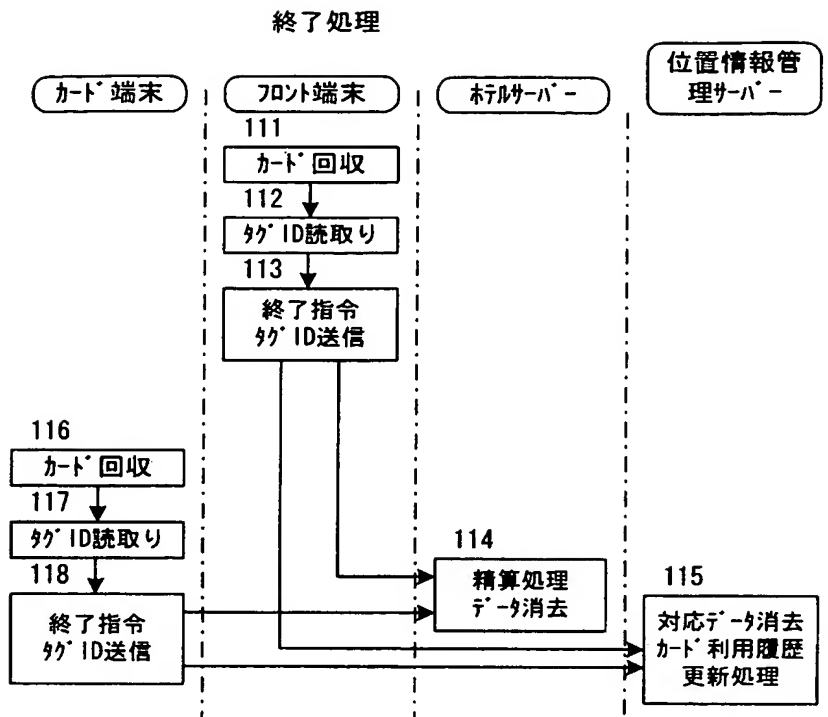 終了処理
ｶｰﾄﾞ端末
ﾌﾛﾝﾄ端末
ﾎﾃﾙｻｰﾊﾞｰ
位置情報管
理ｻｰﾊﾞｰ
111
ｶｰﾄﾞ回収
112
ﾀｸﾞID読取り
113
終了指令
ﾀｸﾞID送信
116
ｶｰﾄﾞ回収
117
ﾀｸﾞID読取り
118
終了指令
ﾀｸﾞID送信
114
精算処理
ﾃﾞｰﾀ消去
115
対応ﾃﾞｰﾀ消去
ｶｰﾄﾞ利用履歴
更新処理